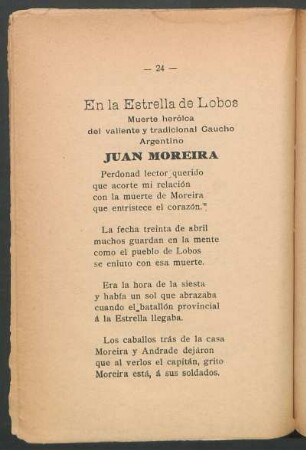 — 24 —
En la Estrella de Lobos
Muerte heróica
del valiente y tradicional Gaucho
Argentino
JUAN MOREIRA
Perdonad lector querido
que acorte mi relación
con la muerte de Moreira
que entristece el corazón."
La fecha treinta de abril
muchos guardan en la mente
como el pueblo de Lobos
se enluto con esa muerte.
Era la hora de la siesta
y había un sol que abrazaba
cuando el batallón provincial
á la Estrella llegaba.
Los caballos trás de la casa
Moreira y Andrade dejáron
que al verlos el capitán, grito
Moreira está, á sus soldados.